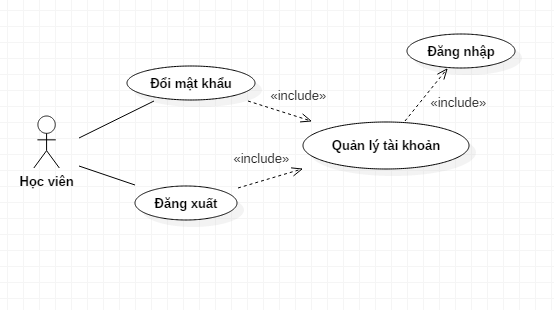 Đăng nhập
Đổi mật khẩu
«include»
«include»
Quản lý tài khoản
«include»
Học viên
Đăng xuất